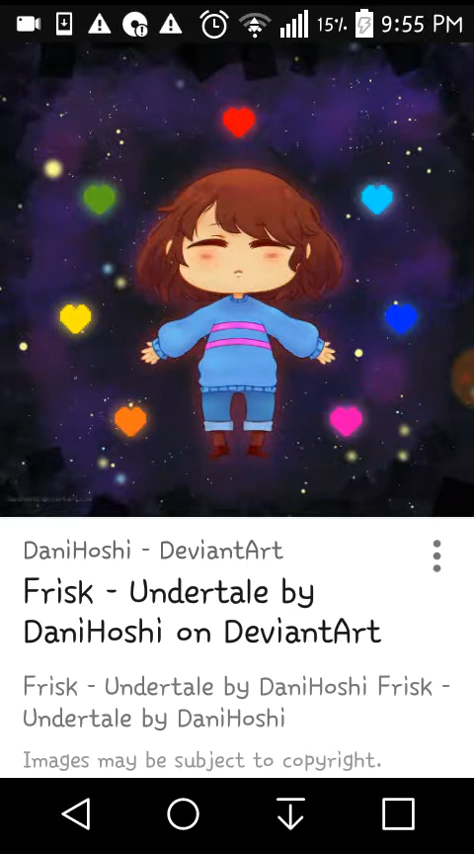 15% 9:55 PM
DaniHoshi - DeviantArt
Frisk - Undertale by
DaniHoshi on DeviantArt
Frisk - Undertale by DaniHoshi Frisk -
Undertale by DaniHoshi
Images may be subject to copyright.